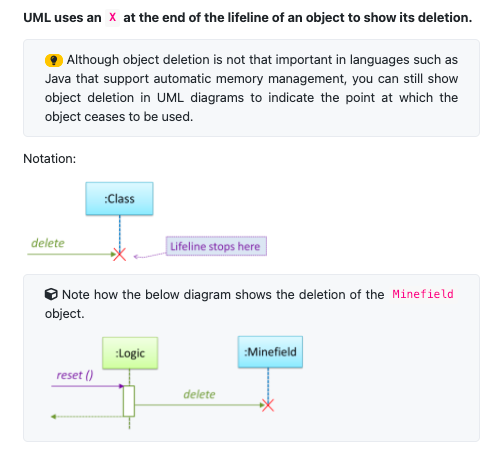 UML uses an X at the end of the lifeline of an object to show its deletion.
Although object deletion is not that important in languages such as
Java that support automatic memory management, you can still show
object deletion in UML diagrams to indicate the point at which the
object ceases to be used.
Notation:
:Class
delete
Lifeline stops here
Note how the below diagram shows the deletion of the Minefield
object.
:Logic
:Minefield
reset ()
delete